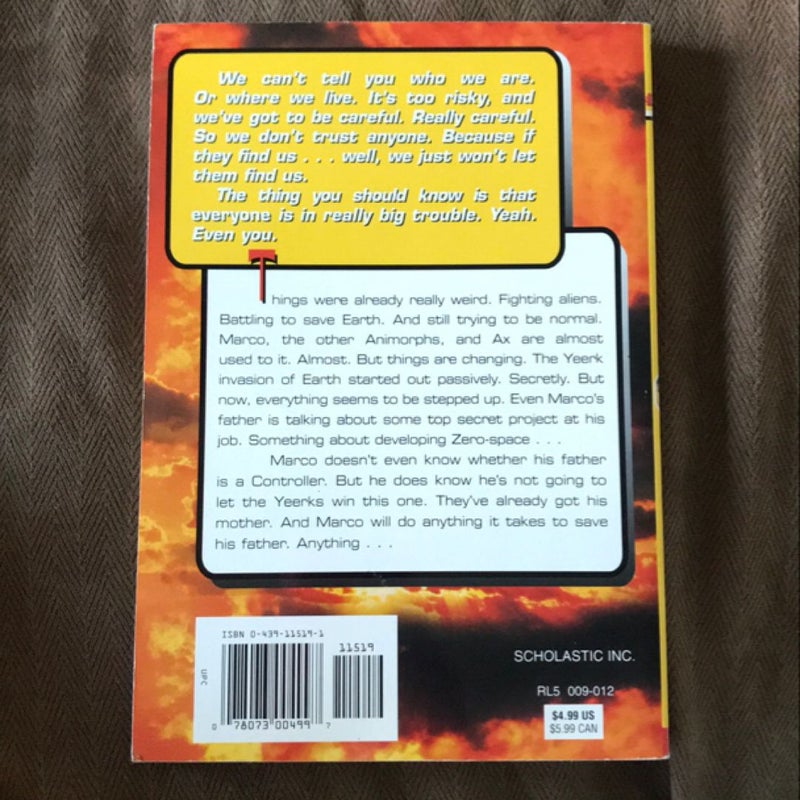 We can't tell you who we are.
Or where we live. It's too risky, and
we've got to be careful. Really careful.
So we don't trust anyone. Because if
they find us . . . well, we just won't let
them find us.
The thing you should know is that
everyone is in really big trouble. Yeah.
Even you.
Things were already really weird. Fighting aliens.
Battling to save Earth. And still trying to be normal.
Marco, the other Animorphs, and Ax are almost
used to it. Almost. But things are changing. The Yeerk
invasion of Earth started out passively. Secretly. But
now, everything seems to be stepped up. Even Marco's
father is talking about some top secret project at his
job. Something about developing Zero-space . . .
Marco doesn't even know whether his father
is a Controller. But he does know he's not going to
let the Yeerks win this one. They've already got his
mother. And Marco will do anything it takes to save
his father. Anything . . .
ISBN 0-439-11519-1
11519
UPC
0 78073 00499 7
SCHOLASTIC INC.
RL5 009-012
$4.99 US
$5.99 CAN